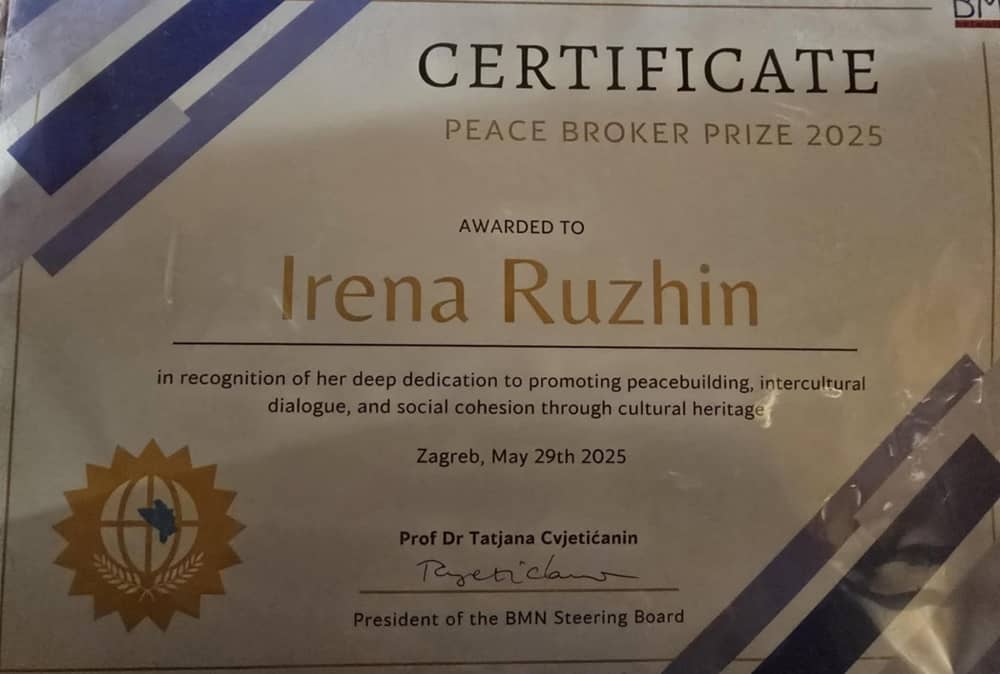 CERTIFICATE
PEACE BROKER PRIZE 2025
AWARDED TO
Irena Ruzhin
in recognition of her deep dedication to promoting peacebuilding, intercultural
dialogue, and social cohesion through cultural heritage
Zagreb, May 29th 2025
Prof Dr Tatjana Cvjetićanin
President of the BMN Steering Board